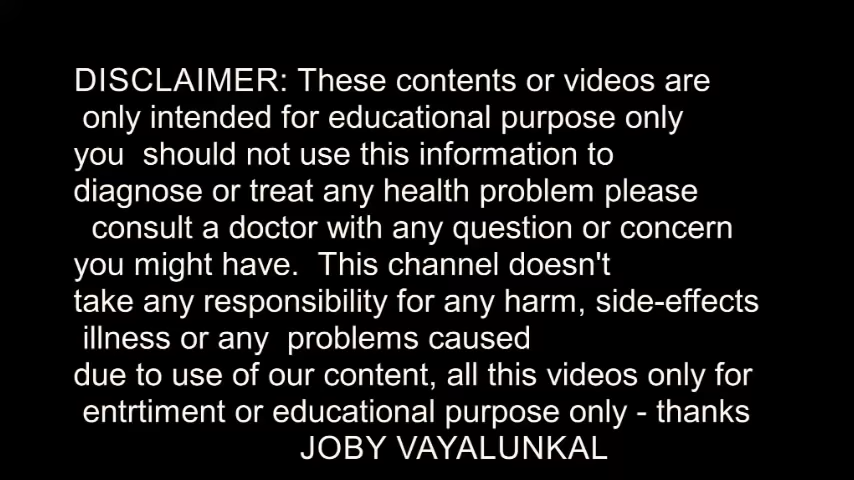 DISCLAIMER: These contents or videos are
only intended for educational purpose only
you should not use this information to
diagnose or treat any health problem please
consult a doctor with any question or concern
you might have. This channel doesn't
take any responsibility for any harm, side-effects
illness or any problems caused
due to use of our content, all this videos only for
entrtiment or educational purpose only - thanks
JOBY VAYALUNKAL